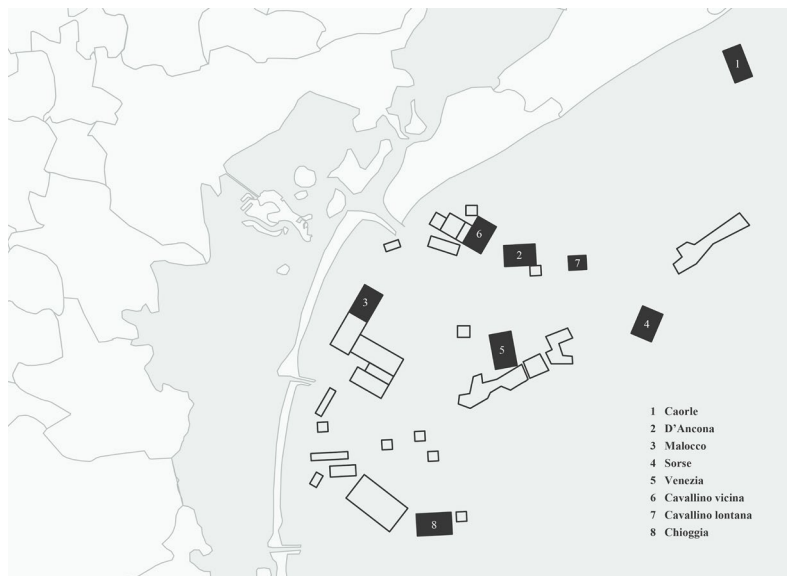 1
6
2
7
3
4
5
8
1 Caorle
2 D'Ancona
3 Malocco
4 Sorse
5 Venezia
6 Cavallino vicina
7 Cavallino lontana
8 Chioggia